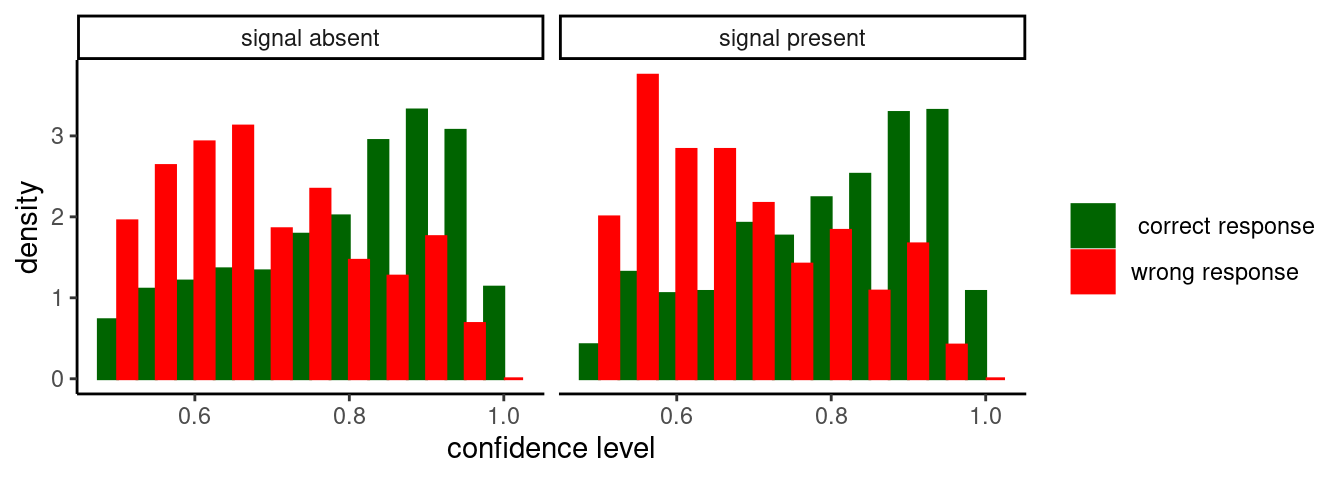 signal absent
signal present
3
2
1
0
0.6
0.8
1.0
0.6
0.8
1.0
density
confidence level
correct response
wrong response